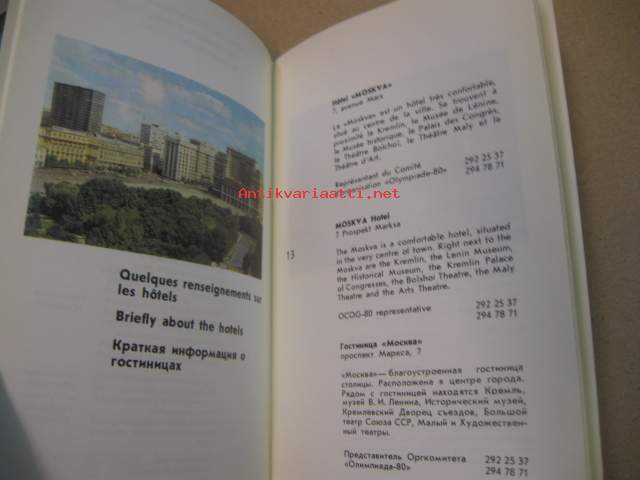 Quelques renseignements sur
les hôtels
Briefly about the hotels
Краткая информация о
гостиницах
Antikvariaatti.net
13
Hôtel «MOSKVA»
7, avenue Marx
Le «Moskva» est un hôtel très confortable,
situé au centre de la ville. Se trouvent à
proximité le Kremlin, le Musée de Lénine,
le Musée historique, le Palais des Congrès,
le Théâtre Bolchoï, le Théâtre Maly et le
Théâtre d'Art.
Représentant du Comité 292 25 37
d'organisation «Olympiade-80» 294 78 71
MOSKVA Hotel
7 Prospekt Marksa
The Moskva is a comfortable hotel, situated
in the very centre of town. Right next to the
Moskva are the Kremlin, the Lenin Museum,
the Historical Museum, the Kremlin Palace
of Congresses, the Bolshoi Theatre, the Maly
Theatre and the Arts Theatre.
OCOG-80 representative 292 25 37
294 78 71
Гостиница «Москва»
проспект Маркса, 7
«Москва»— благоустроенная гостиница
столицы. Расположена в центре города.
Рядом с гостиницей находятся Кремль,
музей В. И. Ленина, Исторический музей,
Кремлевский Дворец съездов, Большой
театр Союза ССР, Малый и Художествен-
ный театры.
Представитель Оргкомитета 292 25 37
«Олимпиада-80» 294 78 71